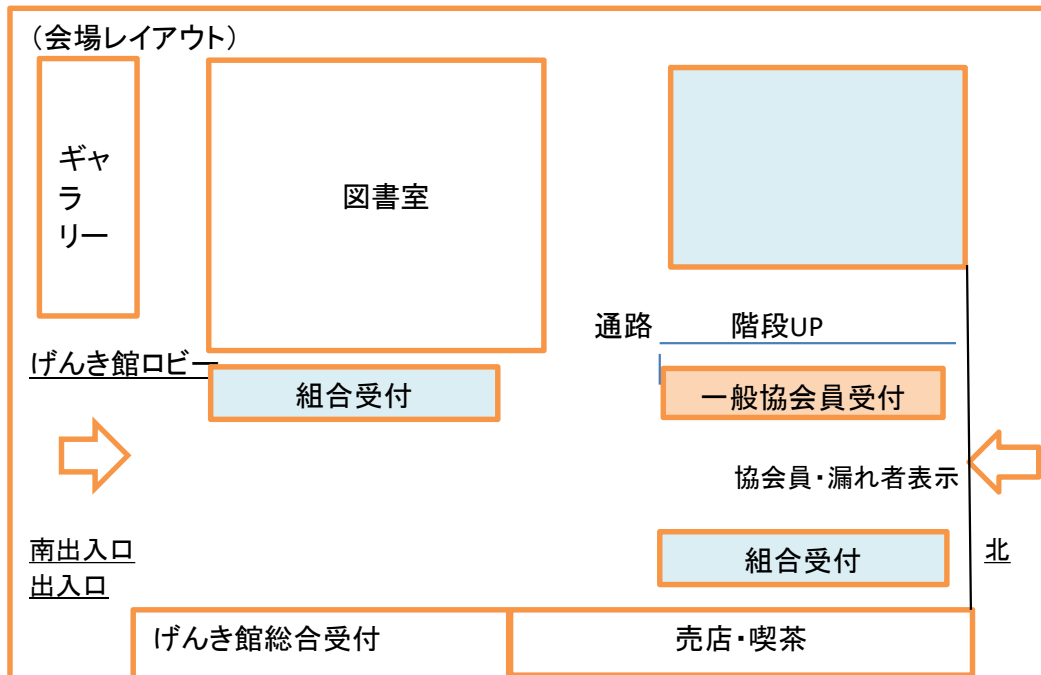 （会場レイアウト）
ギャ
ラ
リー
図書室
通路
階段UP
げんき館ロビー
組合受付
一般協会員受付
協会員・漏れ者表示
南出入口
出入口
組合受付
北
げんき館総合受付
売店・喫茶